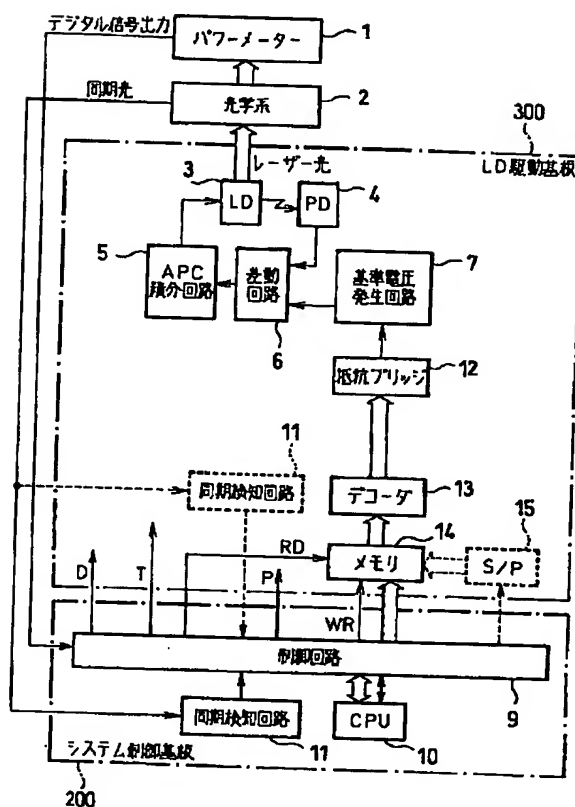 デジタル信号出力
パワーメーター
1
同期光
光学系
2
300
LD駆動基板
レーザー光
3
LD
PD
4
5
APC
積分回路
差動
回路
6
基準電圧
発生回路
7
抵抗ブリッジ
12
11
同期検知回路
デコーダ
13
15
14
RD
メモリ
S/P
D
T
P
WR
制御回路
9
同期検知回路
11
CPU
10
システム制御基板
200